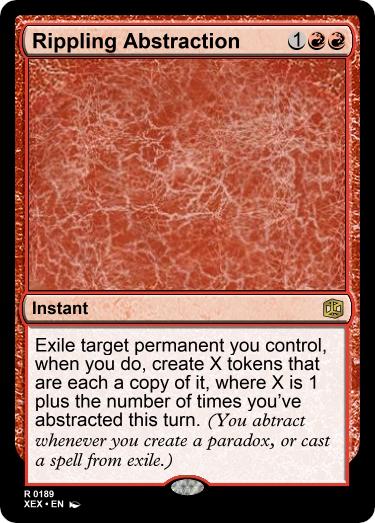 Rippling Abstraction 1
Instant
Exile target permanent you control,
when you do, create X tokens that
are each a copy of it, where X is 1
plus the number of times you've
abstracted this turn. (You abtract
whenever you create a paradox, or cast
a spell from exile.)
R 0189
XEX • EN